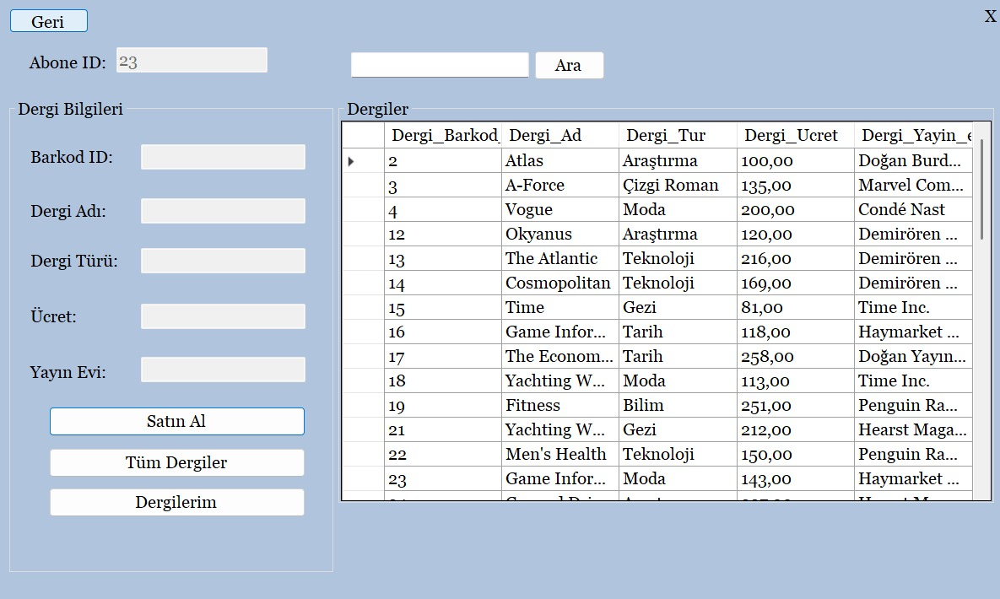 Geri
X
Abone ID: 23
Ara
Dergi Bilgileri
Barkod ID:
Dergi Adı:
Dergi Türü:
Ücret:
Yayın Evi:
Satın Al
Tüm Dergiler
Dergilerim
Dergiler
Dergi_Barkod_ Dergi_Ad Dergi_Tur Dergi_Ucret Dergi_Yayin_e
2 Atlas Araştırma 100,00 Doğan Burd...
3 A-Force Çizgi Roman 135,00 Marvel Com...
4 Vogue Moda 200,00 Condé Nast
12 Okyanus Araştırma 120,00 Demirören ...
13 The Atlantic Teknoloji 216,00 Demirören ...
14 Cosmopolitan Teknoloji 169,00 Demirören ...
15 Time Gezi 81,00 Time Inc.
16 Game Infor... Tarih 118,00 Haymarket ...
17 The Econom... Tarih 258,00 Doğan Yayın...
18 Yachting W... Moda 113,00 Time Inc.
19 Fitness Bilim 251,00 Penguin Ra...
21 Yachting W... Gezi 212,00 Hearst Maga...
22 Men's Health Teknoloji 150,00 Penguin Ra...
23 Game Infor... Moda 143,00 Haymarket ...